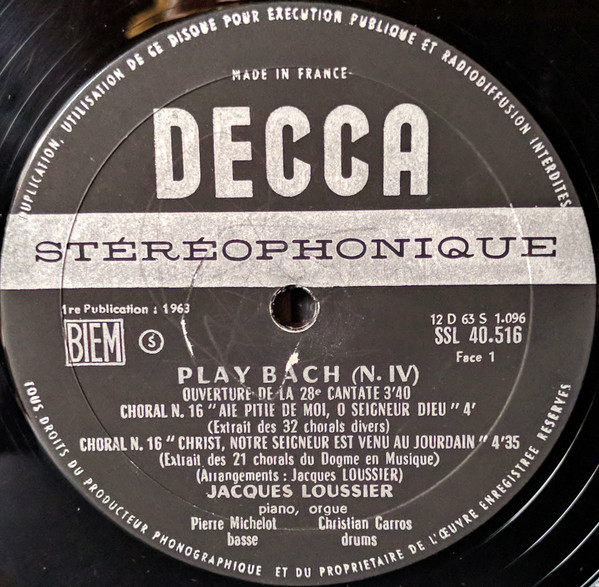 DUPLICATION, UTILISATION DE CE DISQUE POUR EXECUTION PUBLIQUE ET RADIODIFFUSION INTERDITES
MADE IN FRANCE
DECCA
STÉRÉOPHONIQUE
1re Publication : 1963
BIEM
S
12 D 63 S 1.096
SSL 40.516
Face 1
PLAY BACH (N. IV)
OUVERTURE DE LA 28e CANTATE 3'40
CHORAL N. 16 " AIE PITIE DE MOI, O SEIGNEUR DIEU " 4'
(Extrait des 32 chorals divers)
CHORAL N. 16 " CHRIST, NOTRE SEIGNEUR EST VENU AU JOURDAIN " 4'35
(Extrait des 21 chorals du Dogme en Musique)
(Arrangements : Jacques LOUSSIER)
JACQUES LOUSSIER
piano, orgue
Pierre Michelot Christian Garros
basse drums
TOUS DROITS DU PRODUCTEUR PHONOGRAPHIQUE ET DU PROPRIETAIRE DE L'ŒUVRE ENREGISTREE RESERVES